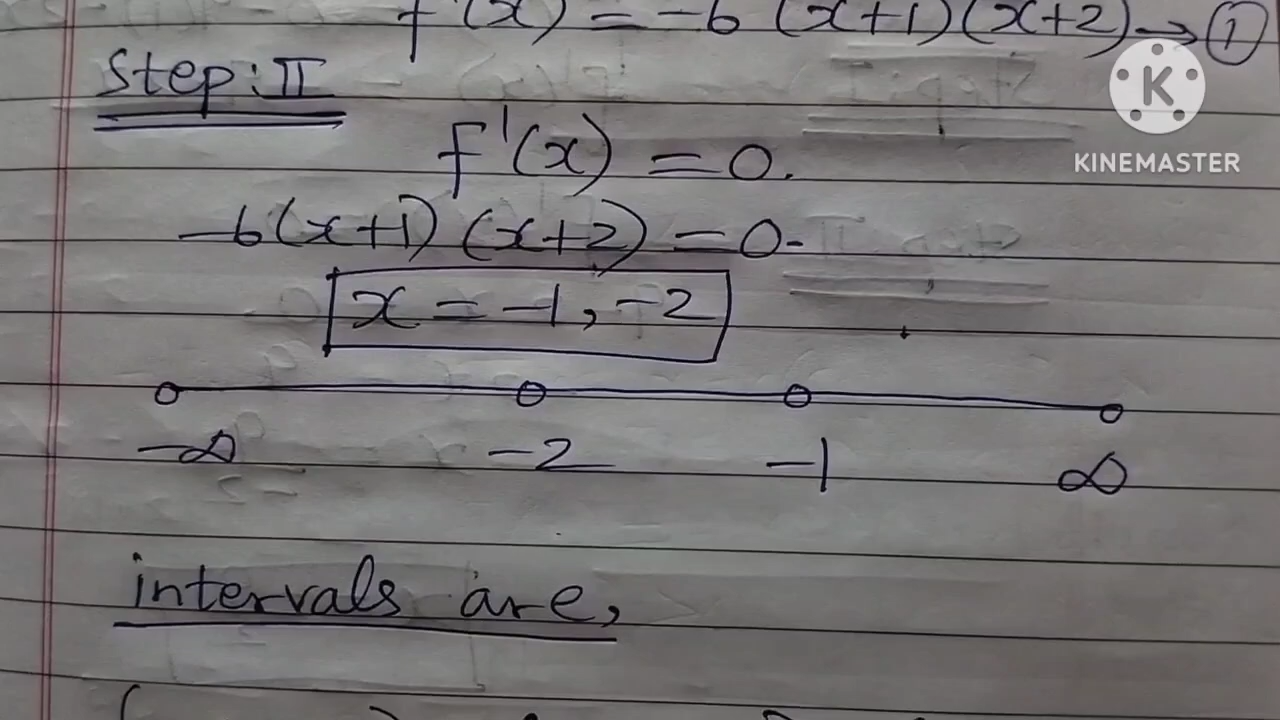 f'(x) = -6 (x+1)(x+2) → ①
Step: II
K
KINEMASTER
f'(x) = 0.
-6(x+1) (x+2) = 0.
x = -1, -2
-∞ -2 -1 ∞
intervals are,